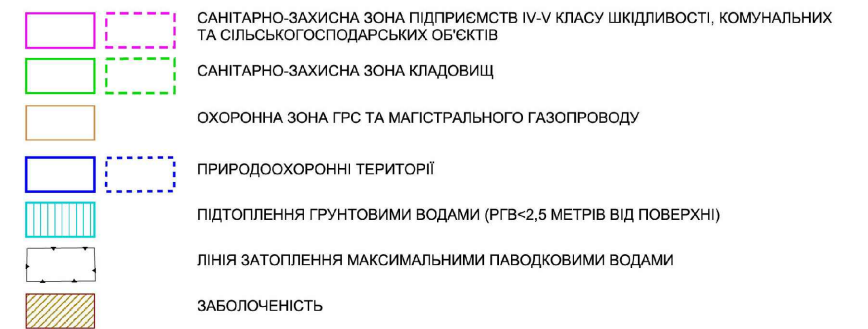 САНІТАРНО-ЗАХИСНА ЗОНА ПІДПРИЄМСТВ IV-V КЛАСУ ШКІДЛИВОСТІ, КОМУНАЛЬНИХ
ТА СІЛЬСЬКОГОСПОДАРСЬКИХ ОБ'ЄКТІВ
САНІТАРНО-ЗАХИСНА ЗОНА КЛАДОВИЩ
ОХОРОННА ЗОНА ГРС ТА МАГІСТРАЛЬНОГО ГАЗОПРОВОДУ
ПРИРОДООХОРОННІ ТЕРИТОРІЇ
ПІДТОПЛЕННЯ ГРУНТОВИМИ ВОДАМИ (РГВ<2,5 МЕТРІВ ВІД ПОВЕРХНІ)
ЛІНІЯ ЗАТОПЛЕННЯ МАКСИМАЛЬНИМИ ПАВОДКОВИМИ ВОДАМИ
ЗАБОЛОЧЕНІСТЬ